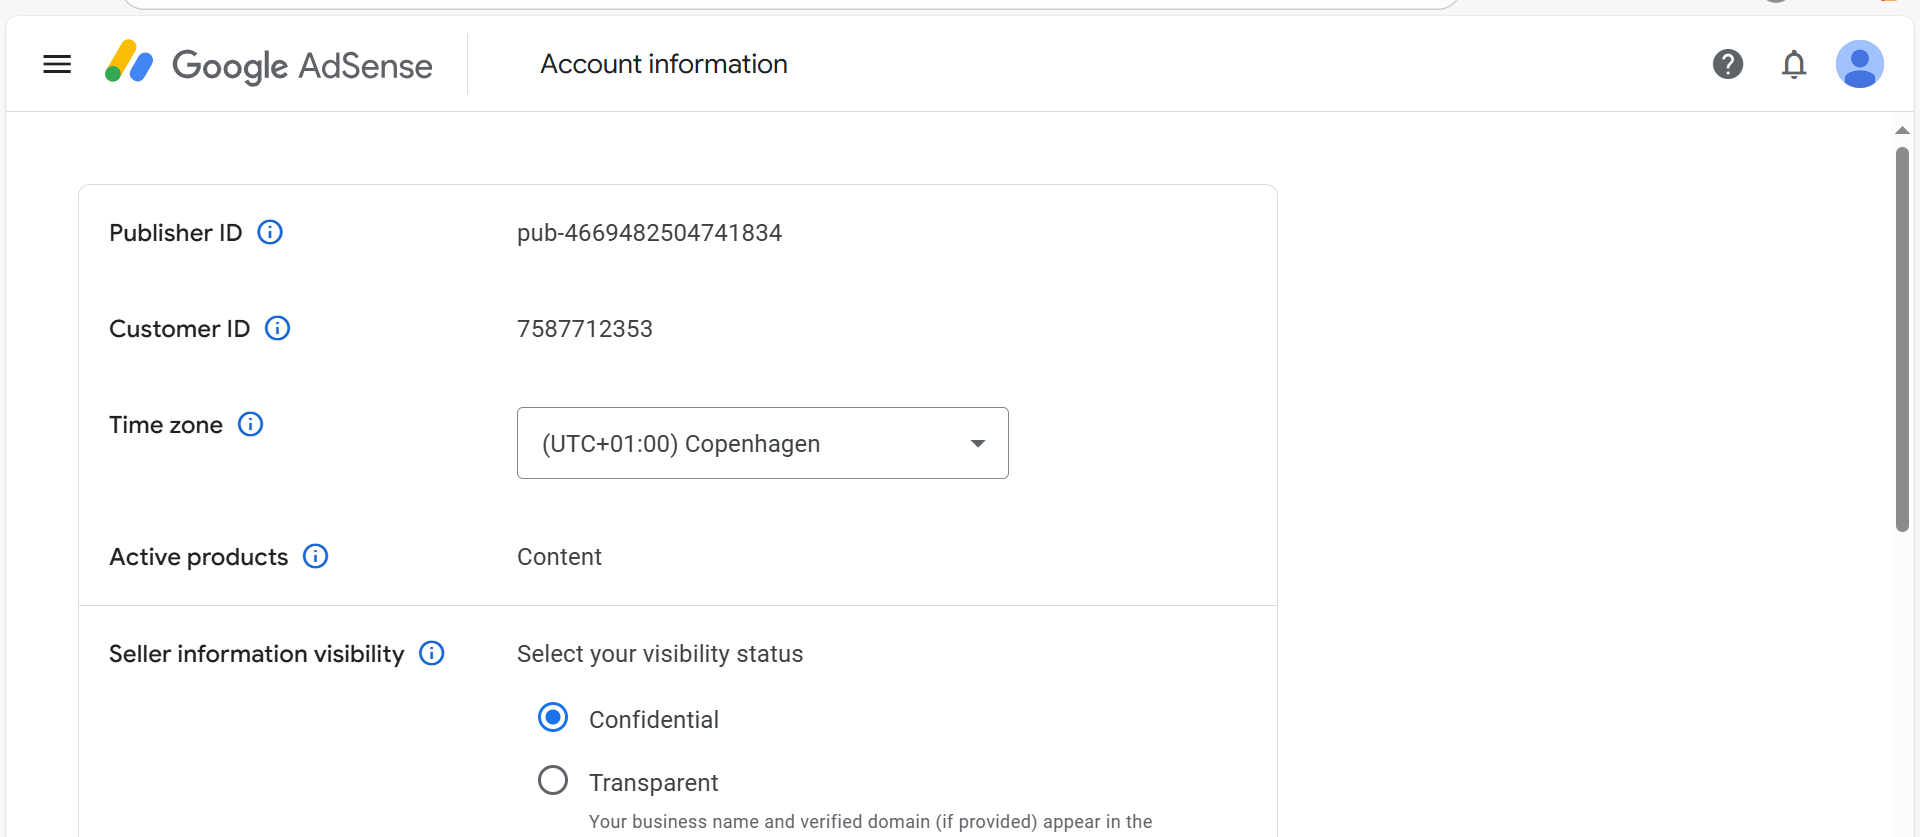 Google AdSense
Account information
Publisher ID
pub-4669482504741834
Customer ID
7587712353
Time zone
(UTC+01:00) Copenhagen
Active products
Content
Seller information visibility
Select your visibility status
Confidential
Transparent
Your business name and verified domain (if provided) appear in the